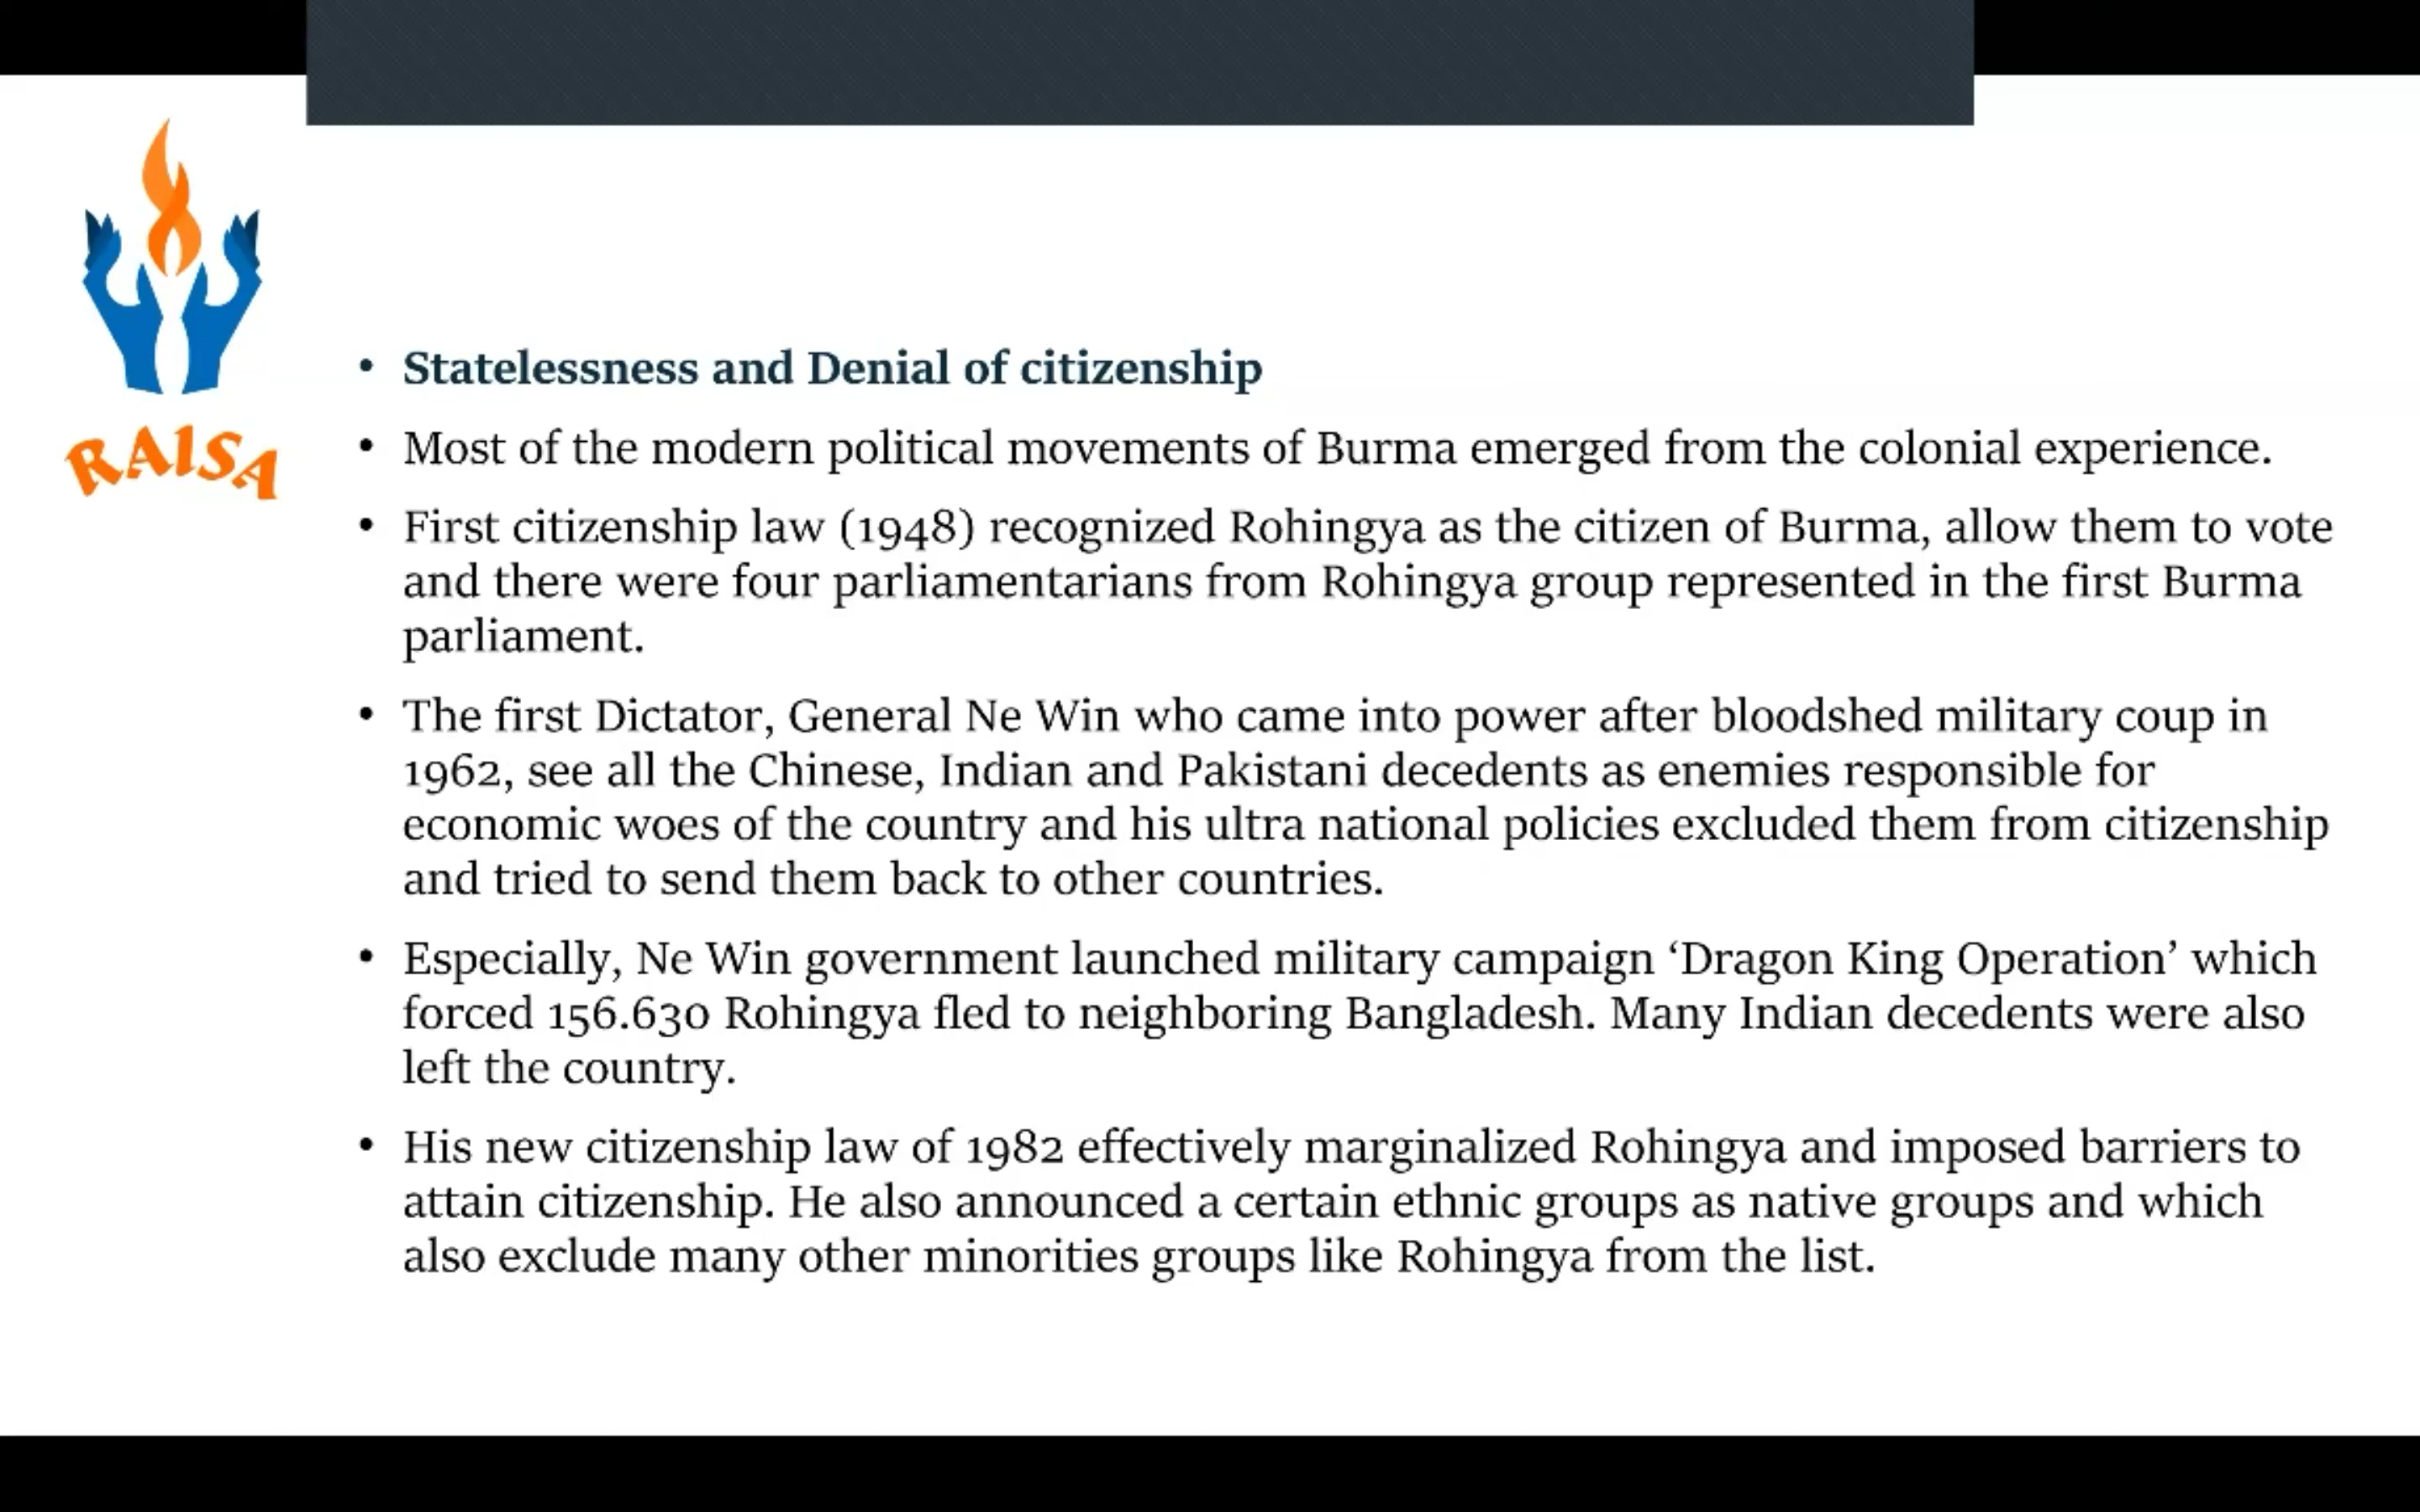 RAISA
• Statelessness and Denial of citizenship
• Most of the modern political movements of Burma emerged from the colonial experience.
• First citizenship law (1948) recognized Rohingya as the citizen of Burma, allow them to vote
and there were four parliamentarians from Rohingya group represented in the first Burma
parliament.
• The first Dictator, General Ne Win who came into power after bloodshed military coup in
1962, see all the Chinese, Indian and Pakistani decedents as enemies responsible for
economic woes of the country and his ultra national policies excluded them from citizenship
and tried to send them back to other countries.
• Especially, Ne Win government launched military campaign ‘Dragon King Operation’ which
forced 156.630 Rohingya fled to neighboring Bangladesh. Many Indian decedents were also
left the country.
• His new citizenship law of 1982 effectively marginalized Rohingya and imposed barriers to
attain citizenship. He also announced a certain ethnic groups as native groups and which
also exclude many other minorities groups like Rohingya from the list.